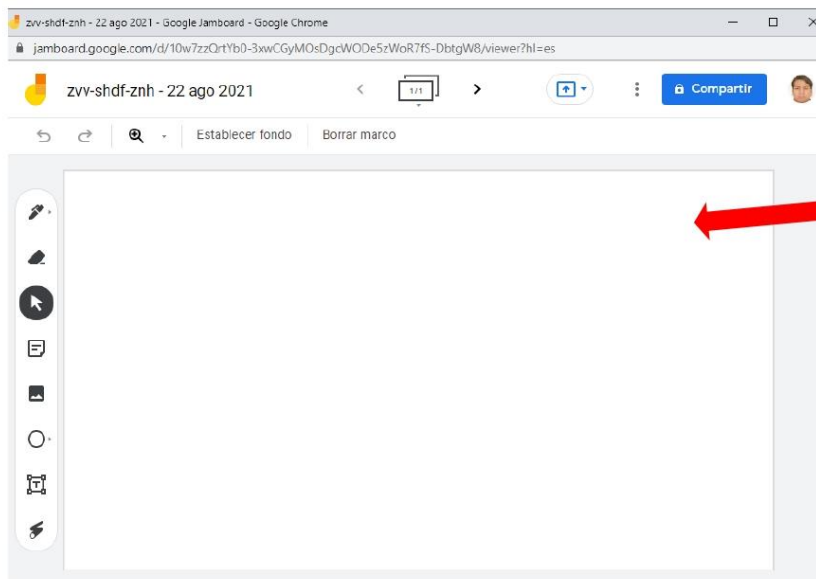 zvv-shdf-znh - 22 ago 2021 - Google Jamboard - Google Chrome
jamboard.google.com/d/10w7zzQrtYb0-3xwCGyMOsDgcWODe5zWoR7fS-DbtgW8/viewer?hl=es
zvv-shdf-znh - 22 ago 2021
1/1
Compartir
Establecer fondo
Borrar marco